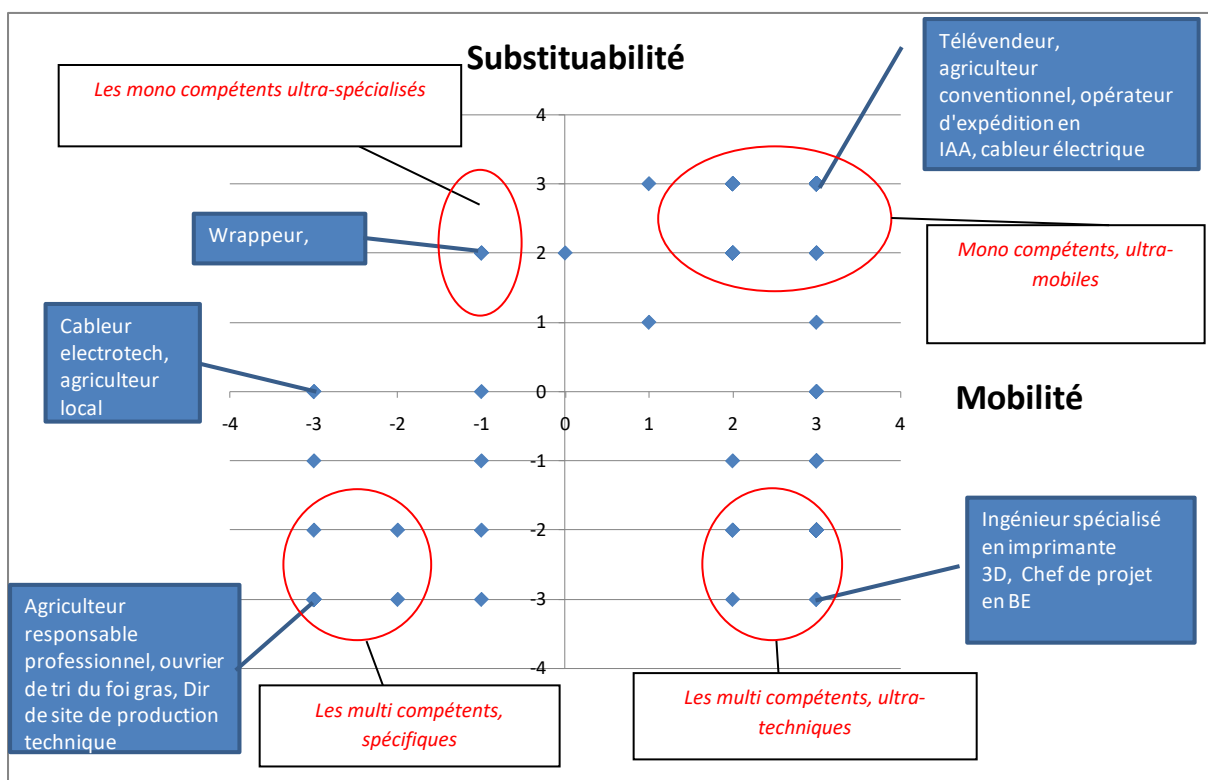 Substituabilité
Les mono compétents ultra-spécialisés
Télévendeur,
agriculteur
conventionnel, opérateur
d'expédition en
IAA, cableur électrique
4
3
Wrappeur,
2
Mono compétents, ultra-
mobiles
1
Cableur
electrotech,
agriculteur
local
0
Mobilité
-4 -3 -2 -1 0 1 2 3 4
-1
-2
Ingénieur spécialisé
en imprimante
3D, Chef de projet
en BE
-3
Agriculteur
responsable
professionnel, ouvrier
de tri du foi gras, Dir
de site de production
technique
-4
Les multi compétents,
spécifiques
Les multi compétents, ultra-
techniques